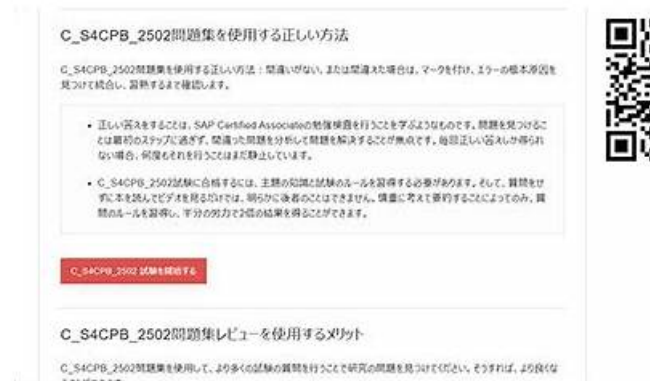 C_S4CPB_2502問題集を使用する正しい方法
C_S4CPB_2502問題集を使用する正しい方法：間違いがない、または間違えた場合は、マークを付け、エラーの根本原因を
見つけて統合し、習熟するまで確認します。
正しい答えをすることは、SAP Certified Associateの勉強検査を行うことを学ぶようなものです。問題を見つけるこ
とは最初のステップに過ぎず、間違った問題を分析して問題を解決することが焦点です。毎回正しい答えしか得られ
ない場合、何度もそれを行うことはまだ静止しています。
C_S4CPB_2502試験に合格するには、主題の知識と試験のルールを習得する必要があります。そして、質問をせ
ずに本を読んでビデオを見るだけでは、明らかに後者のことはできません。慎重に考えて要約することによってのみ、質
問のルールを習得し、半分の労力で2倍の結果を得ることができます。
C_S4CPB_2502 試験を開始する
C_S4CPB_2502問題集レビューを使用するメリット
C_S4CPB_2502問題集を使用して、より多くの試験の質問を行うことで研究の問題を見つけてください。そうすれば、より良くな